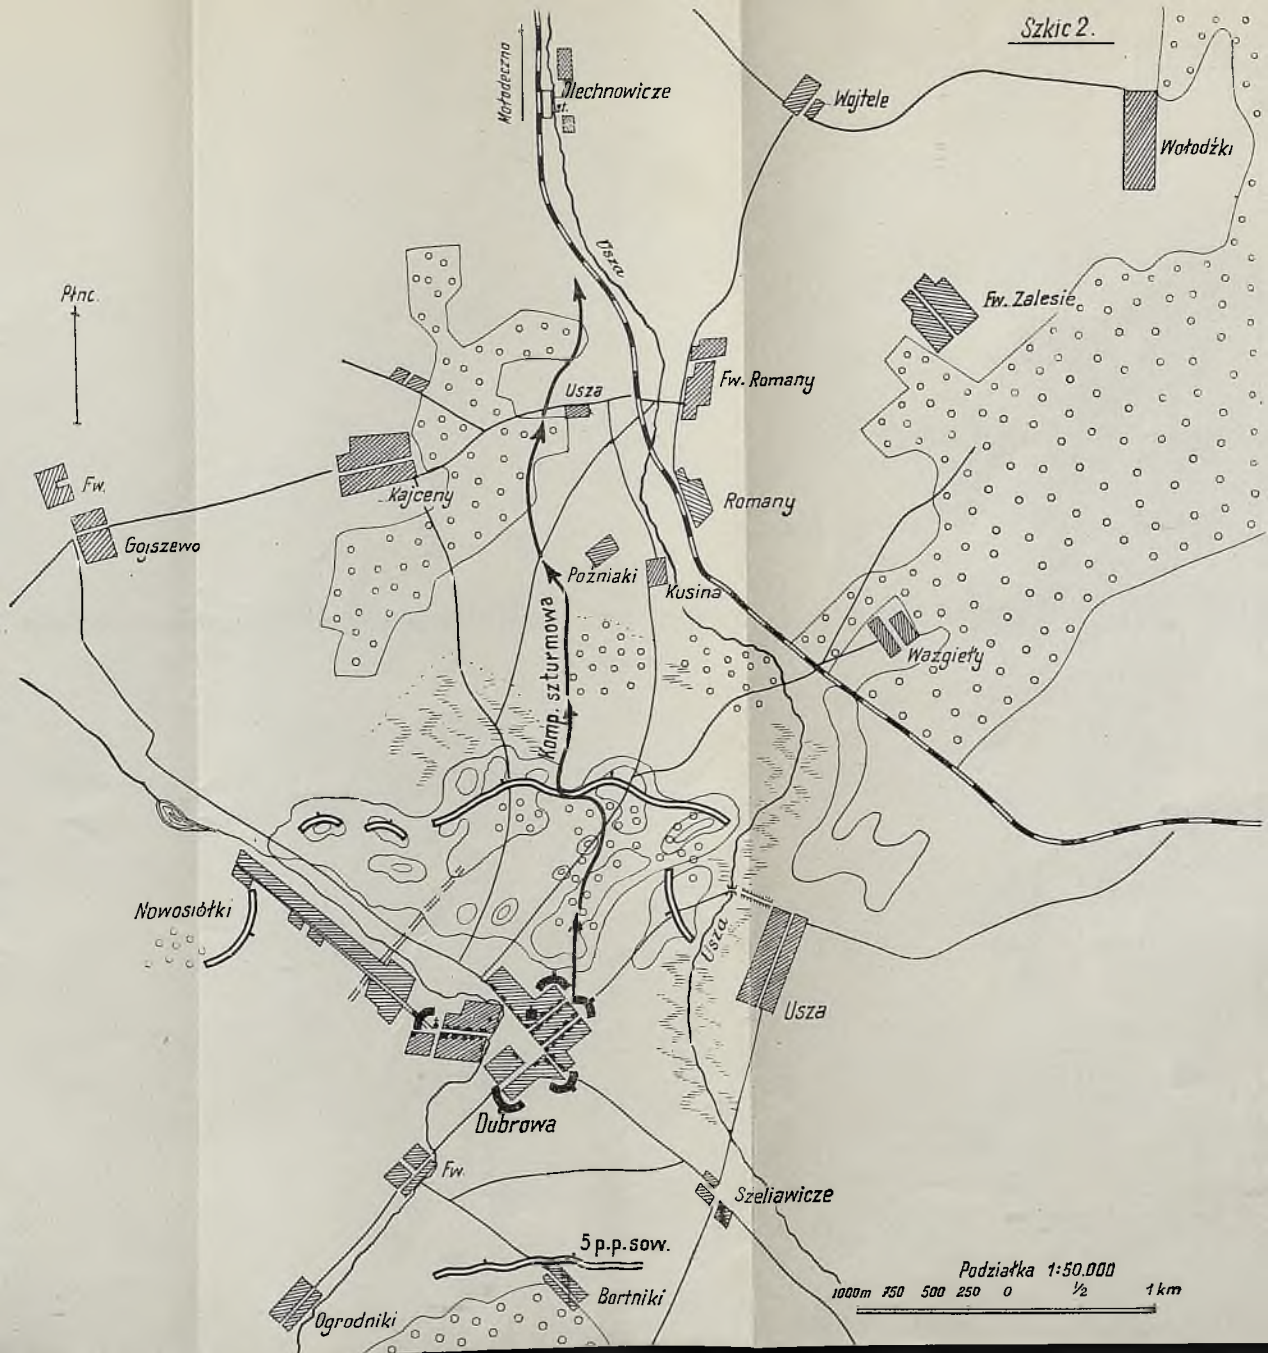 Szkic 2.
Mołodeczno
Olechnowicze
st.
Wojtele
Wołodźki
Usza
Płnc.
Fw. Zalesie
Fw. Romany
Usza
Fw.
Kajceny
Romany
Gojszewo
Poźniaki
Kusina
Komp. szturmowa
Ważgiety
Nowosiółki
Usza
Usza
Dubrowa
Fw.
Szeliawicze
5 p.p. sow.
Bortniki
Ogrodniki
Podziałka 1:50.000
1000m 750 500 250 0 ½ 1 km